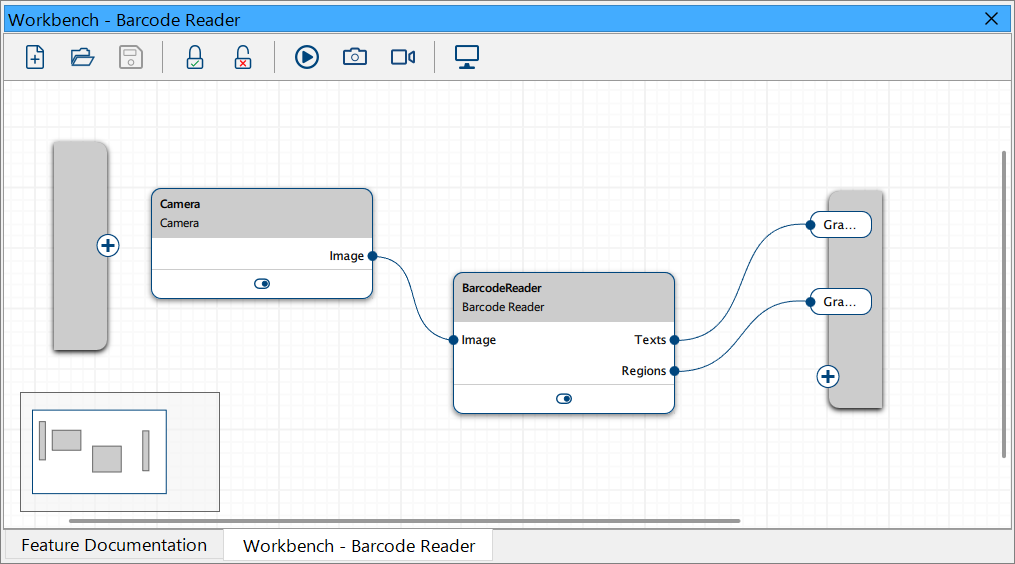 Workbench - Barcode Reader
Camera
Camera
Image
BarcodeReader
Barcode Reader
Image
Texts
Regions
Gra...
Gra...
Feature Documentation
Workbench - Barcode Reader